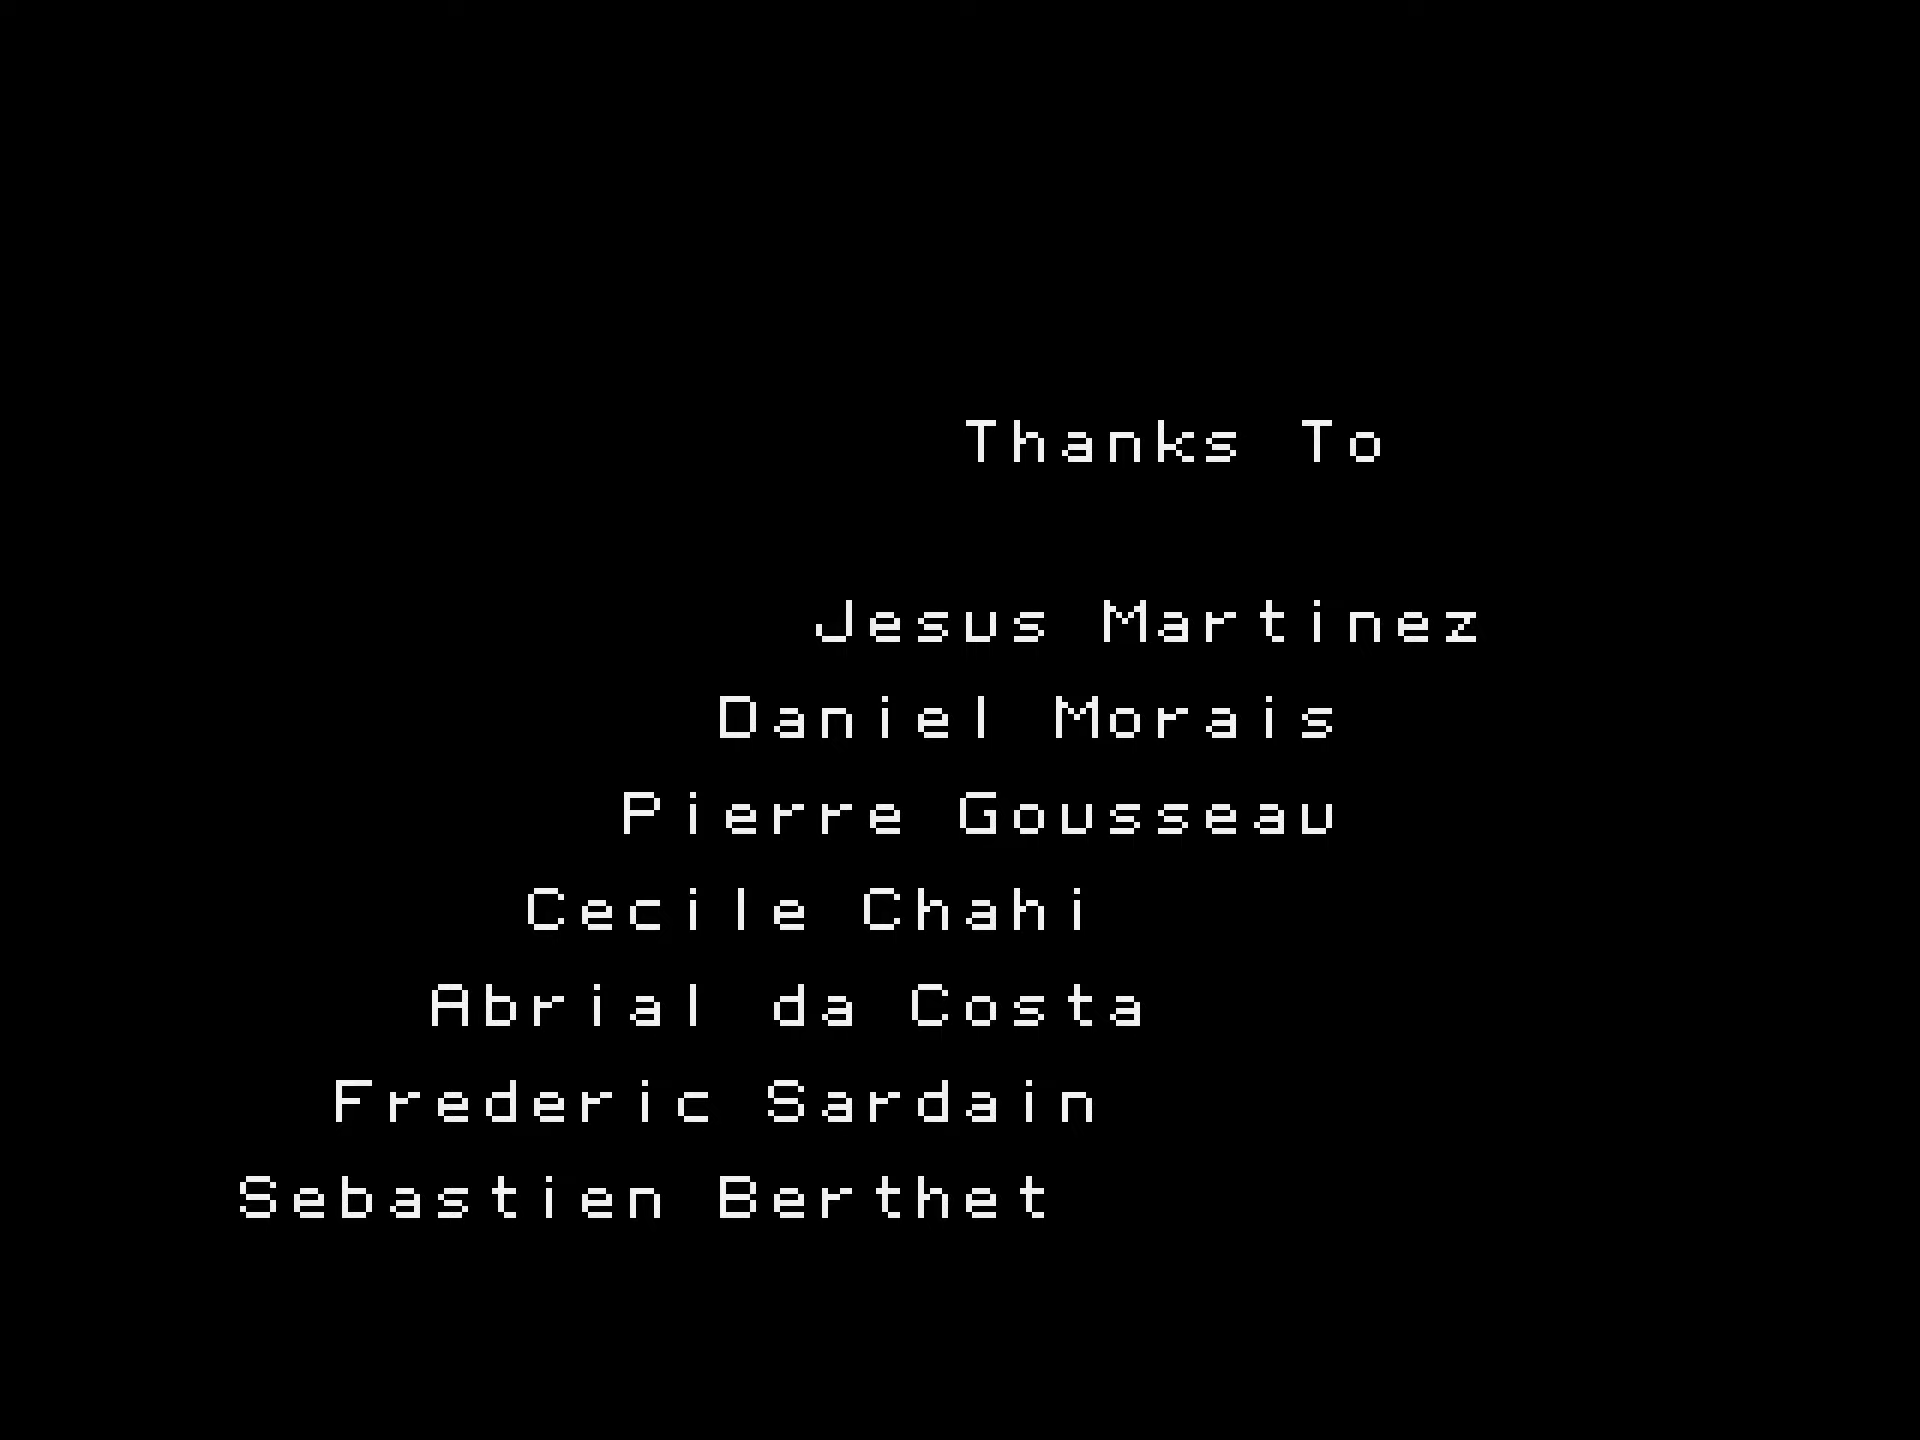 Thanks To
Jesus Martinez
Daniel Morais
Pierre Gousseau
Cecile Chahi
Abrial da Costa
Frederic Sardain
Sebastien Berthet